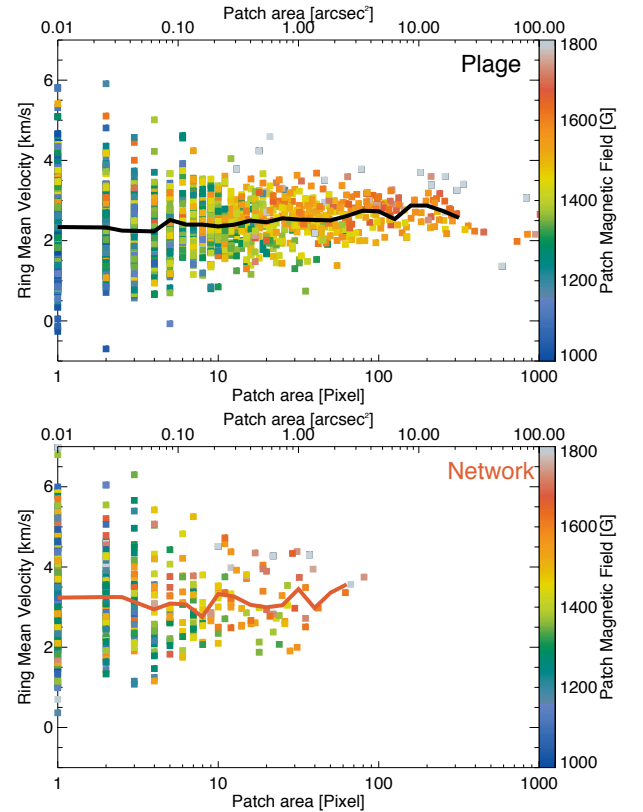 Patch area [arcsec²]
0.01 0.10 1.00 10.00 100.00
Plage
6
4
2
0
Ring Mean Velocity [km/s]
1 10 100 1000
Patch area [Pixel]
1800
1600
1400
1200
1000
Patch Magnetic Field [G]
Patch area [arcsec²]
0.01 0.10 1.00 10.00 100.00
Network
6
4
2
0
Ring Mean Velocity [km/s]
1 10 100 1000
Patch area [Pixel]
1800
1600
1400
1200
1000
Patch Magnetic Field [G]